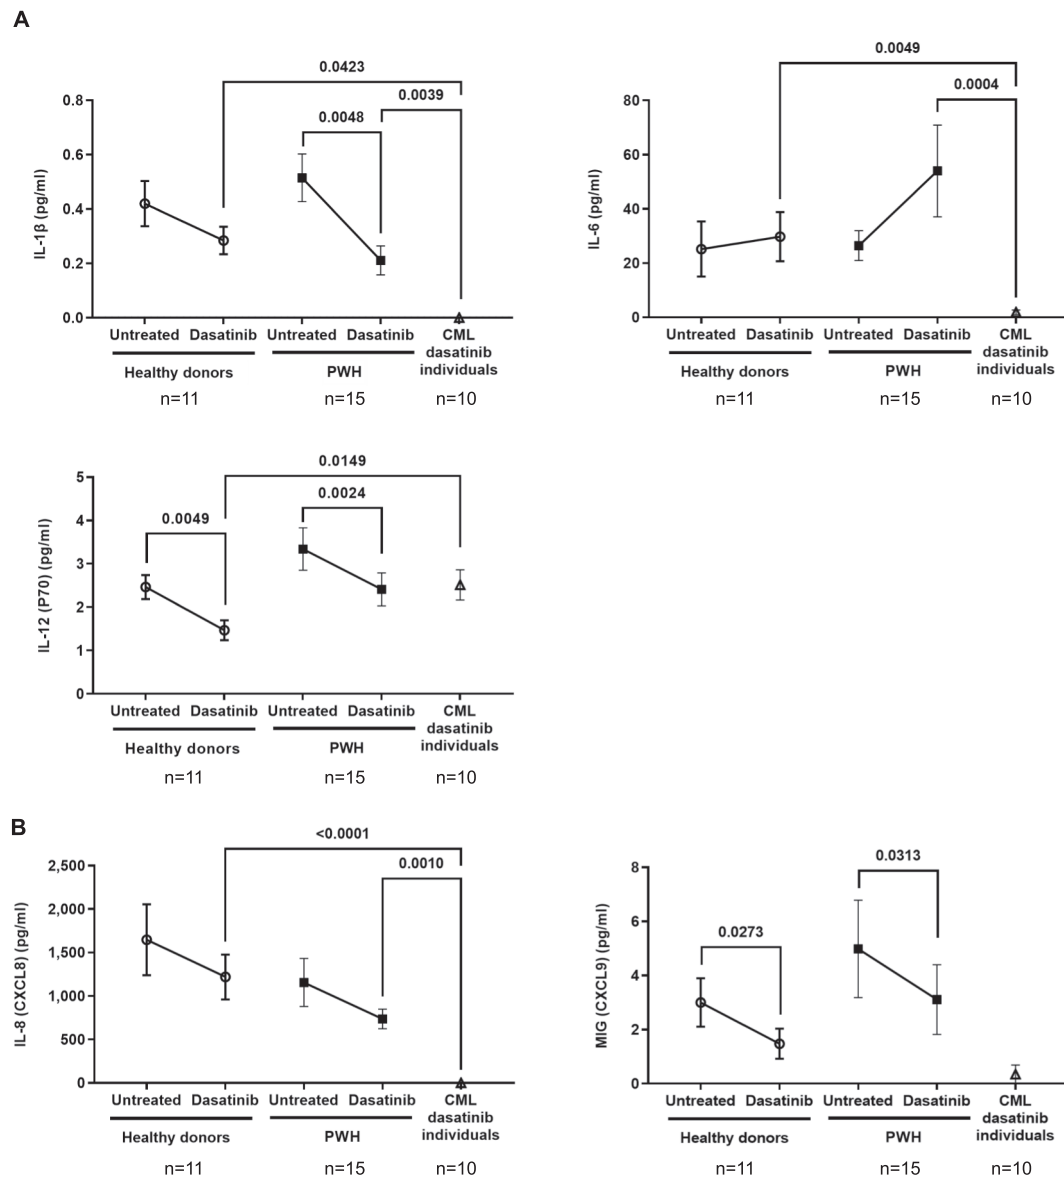 A
0.0423
0.0039
0.0048
0.8
0.6
0.4
0.2
0.0
IL-1β (pg/ml)
Untreated Dasatinib Untreated Dasatinib CML
dasatinib
individuals
Healthy donors PWH
n=11 n=15 n=10
0.0049
0.0004
80
60
40
20
0
IL-6 (pg/ml)
Untreated Dasatinib Untreated Dasatinib CML
dasatinib
individuals
Healthy donors PWH
n=11 n=15 n=10
0.0149
0.0024
0.0049
5
4
3
2
1
0
IL-12 (P70) (pg/ml)
Untreated Dasatinib Untreated Dasatinib CML
dasatinib
individuals
Healthy donors PWH
n=11 n=15 n=10
B
<0.0001
0.0010
2,500
2,000
1,500
1,000
500
0
IL-8 (CXCL8) (pg/ml)
Untreated Dasatinib Untreated Dasatinib CML
dasatinib
individuals
Healthy donors PWH
n=11 n=15 n=10
0.0313
0.0273
8
6
4
2
0
MIG (CXCL9) (pg/ml)
Untreated Dasatinib Untreated Dasatinib CML
dasatinib
individuals
Healthy donors PWH
n=11 n=15 n=10